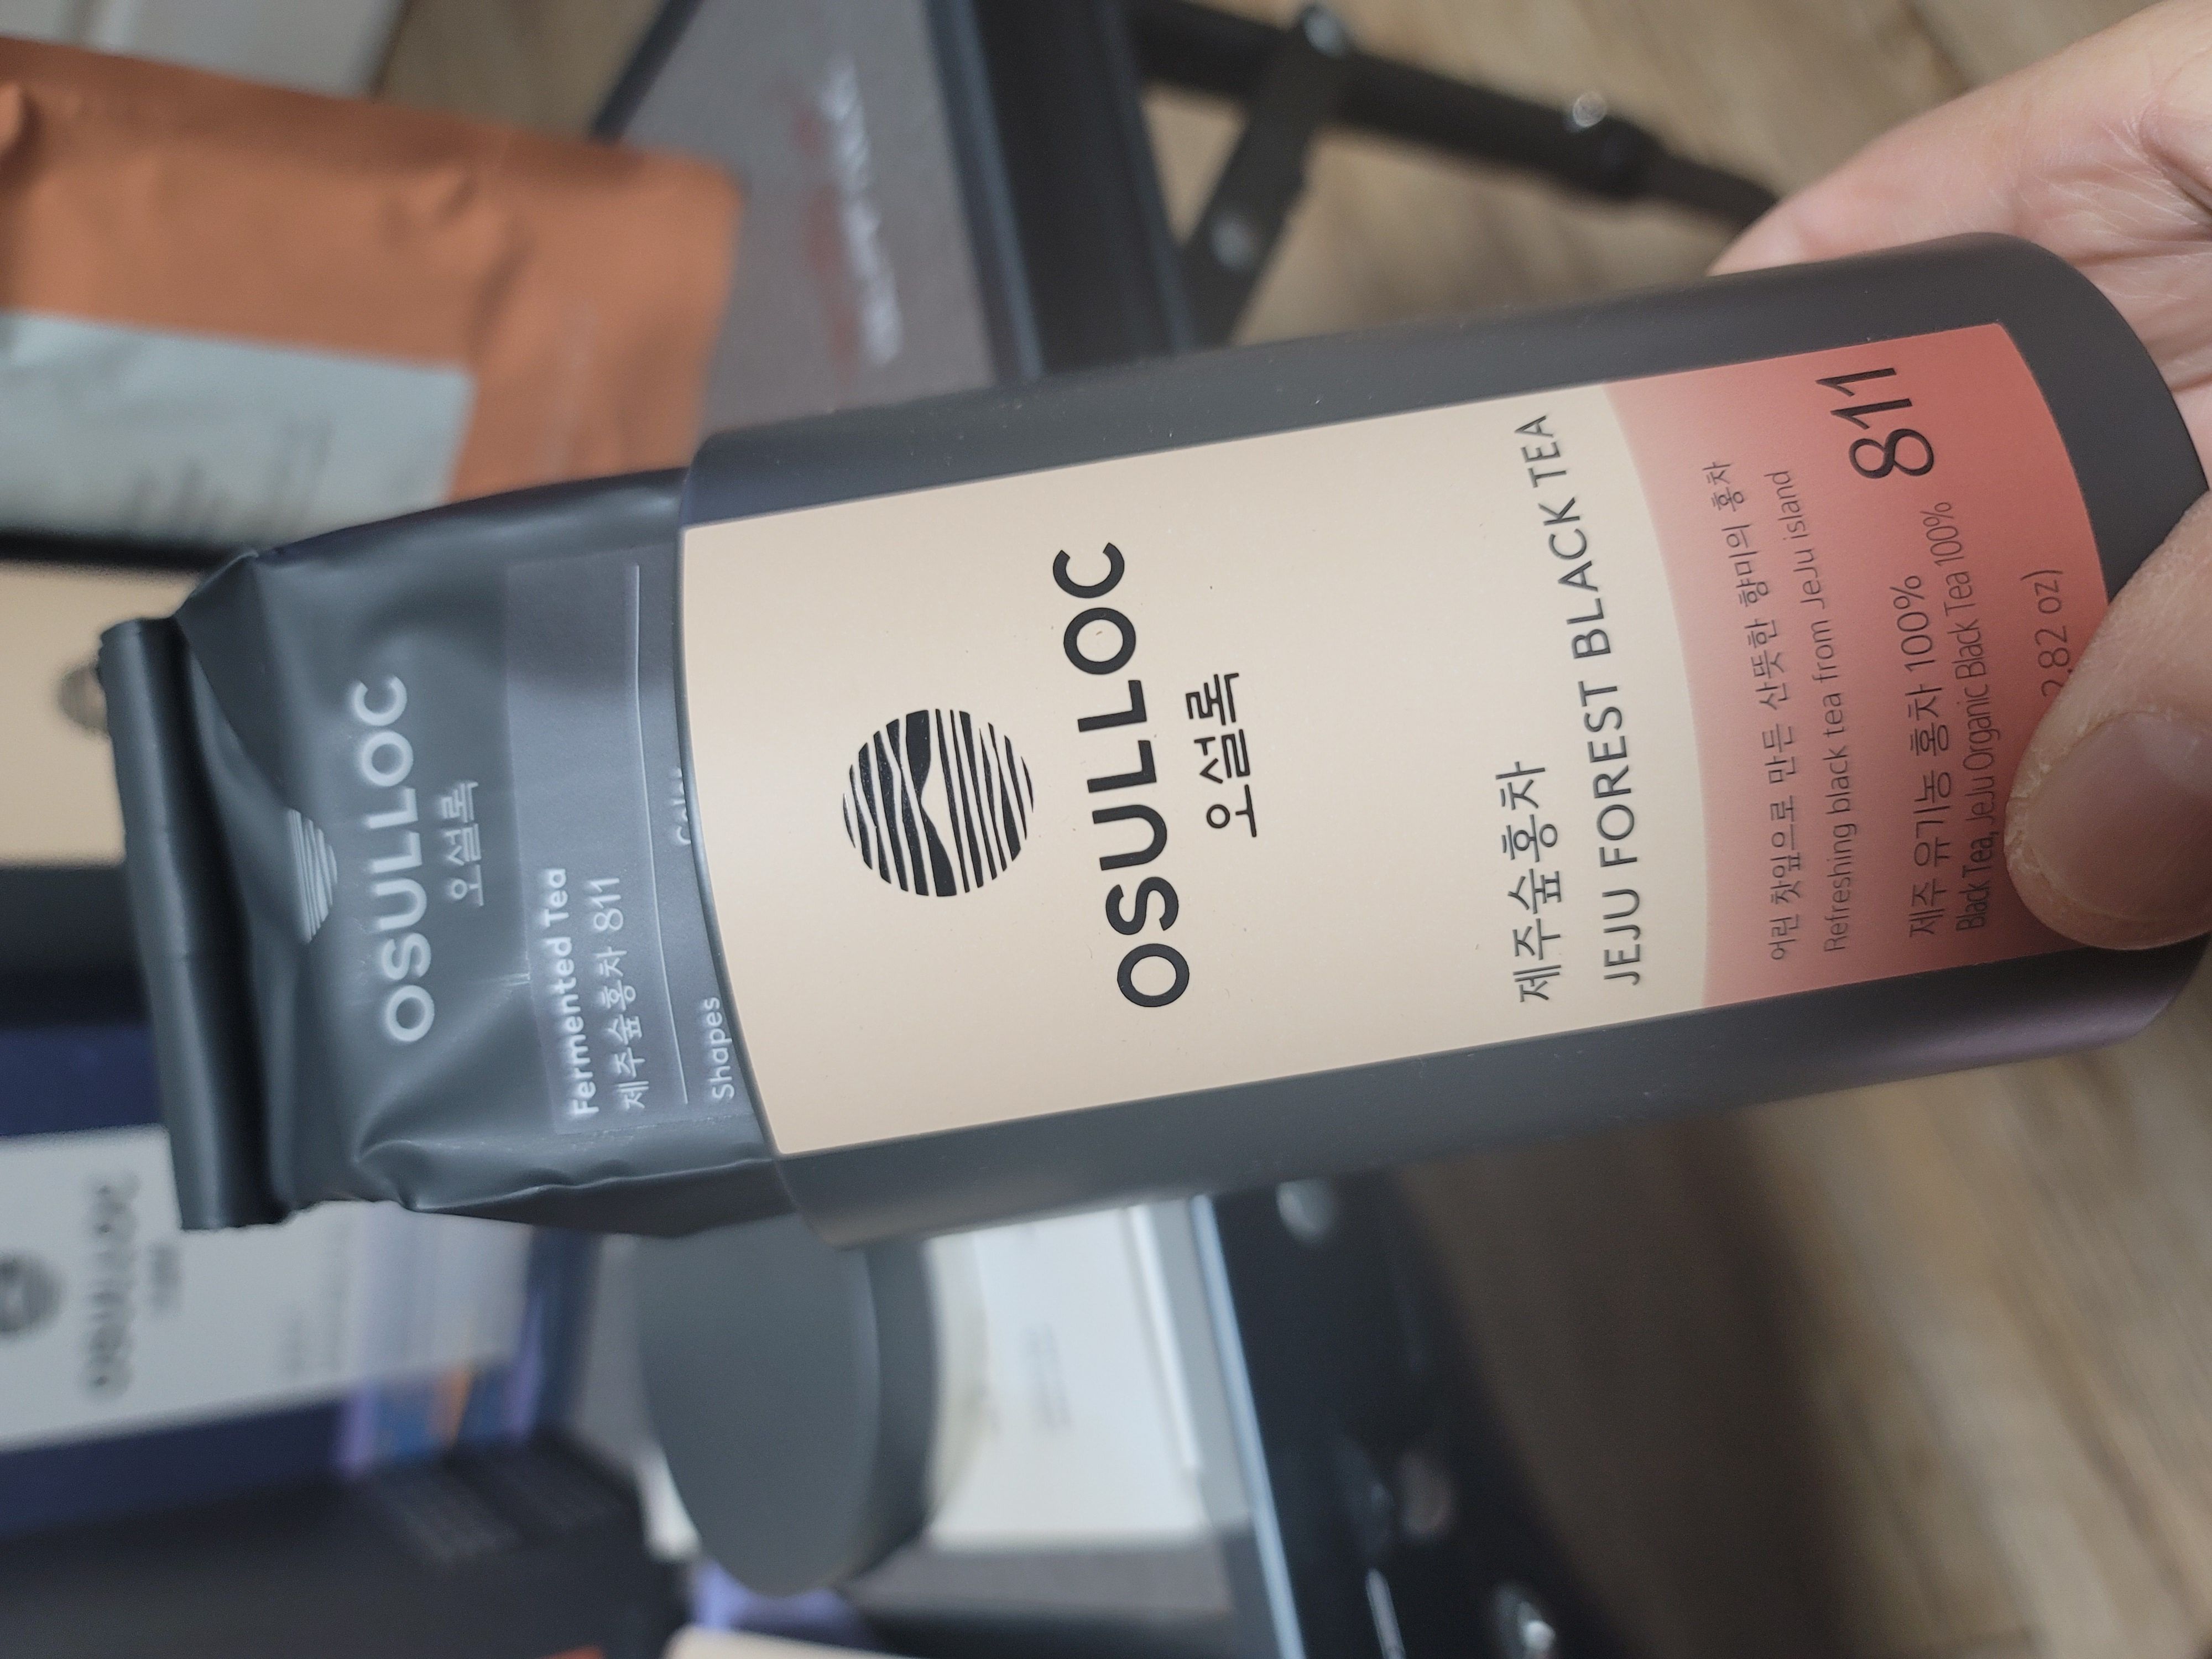 OSULLOC
오설록
Fermented Tea
제주숲홍차 811
Shapes
OSULLOC
오설록
제주숲홍차
JEJU FOREST BLACK TEA
어린 찻잎으로 만든 산뜻한 향미의 홍차
Refreshing black tea from JeJu island
제주 유기농 홍차 100%
811
Black Tea, JeJu Organic Black Tea 100%
2.82 oz)